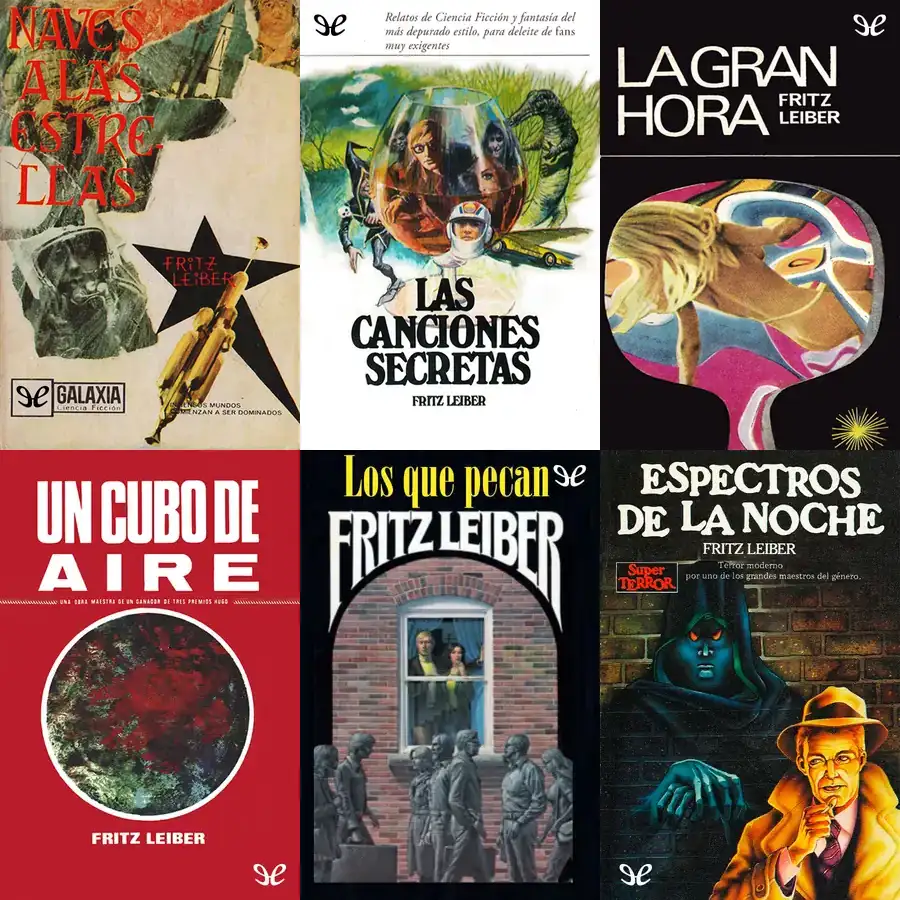 NAVES
A LAS
ESTRE
LLAS
FRITZ
LEIBER
GALAXIA
Ciencia Ficción
MUNDOS
A SER DOMINADOS
Relatos de Ciencia Ficción y fantasía del
más depurado estilo, para deleite de fans
muy exigentes
LAS
CANCIONES
SECRETAS
FRITZ LEIBER
LA GRAN
HORA
FRITZ
LEIBER
UN CUBO DE
AIRE
UNA OBRA MAESTRA DE UN GANADOR DE TRES PREMIOS HUGO
FRITZ LEIBER
Los que pecan
FRITZ LEIBER
ESPECTROS
DE LA NOCHE
FRITZ LEIBER
Super
TERROR
Terror moderno
por uno de los grandes maestros del género.